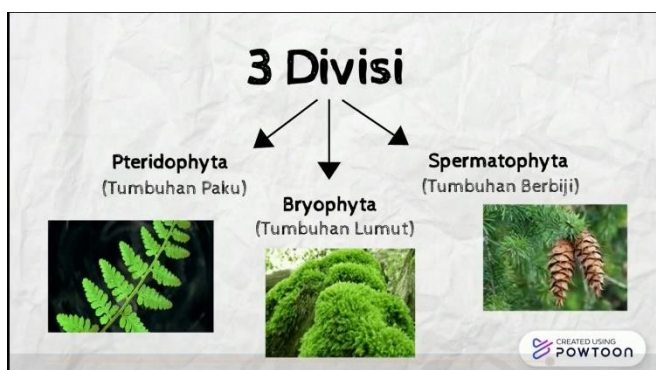 3 Divisi
Pteridophyta
(Tumbuhan Paku)
Bryophyta
(Tumbuhan Lumut)
Spermatophyta
(Tumbuhan Berbiji)
CREATED USING
POWTOON